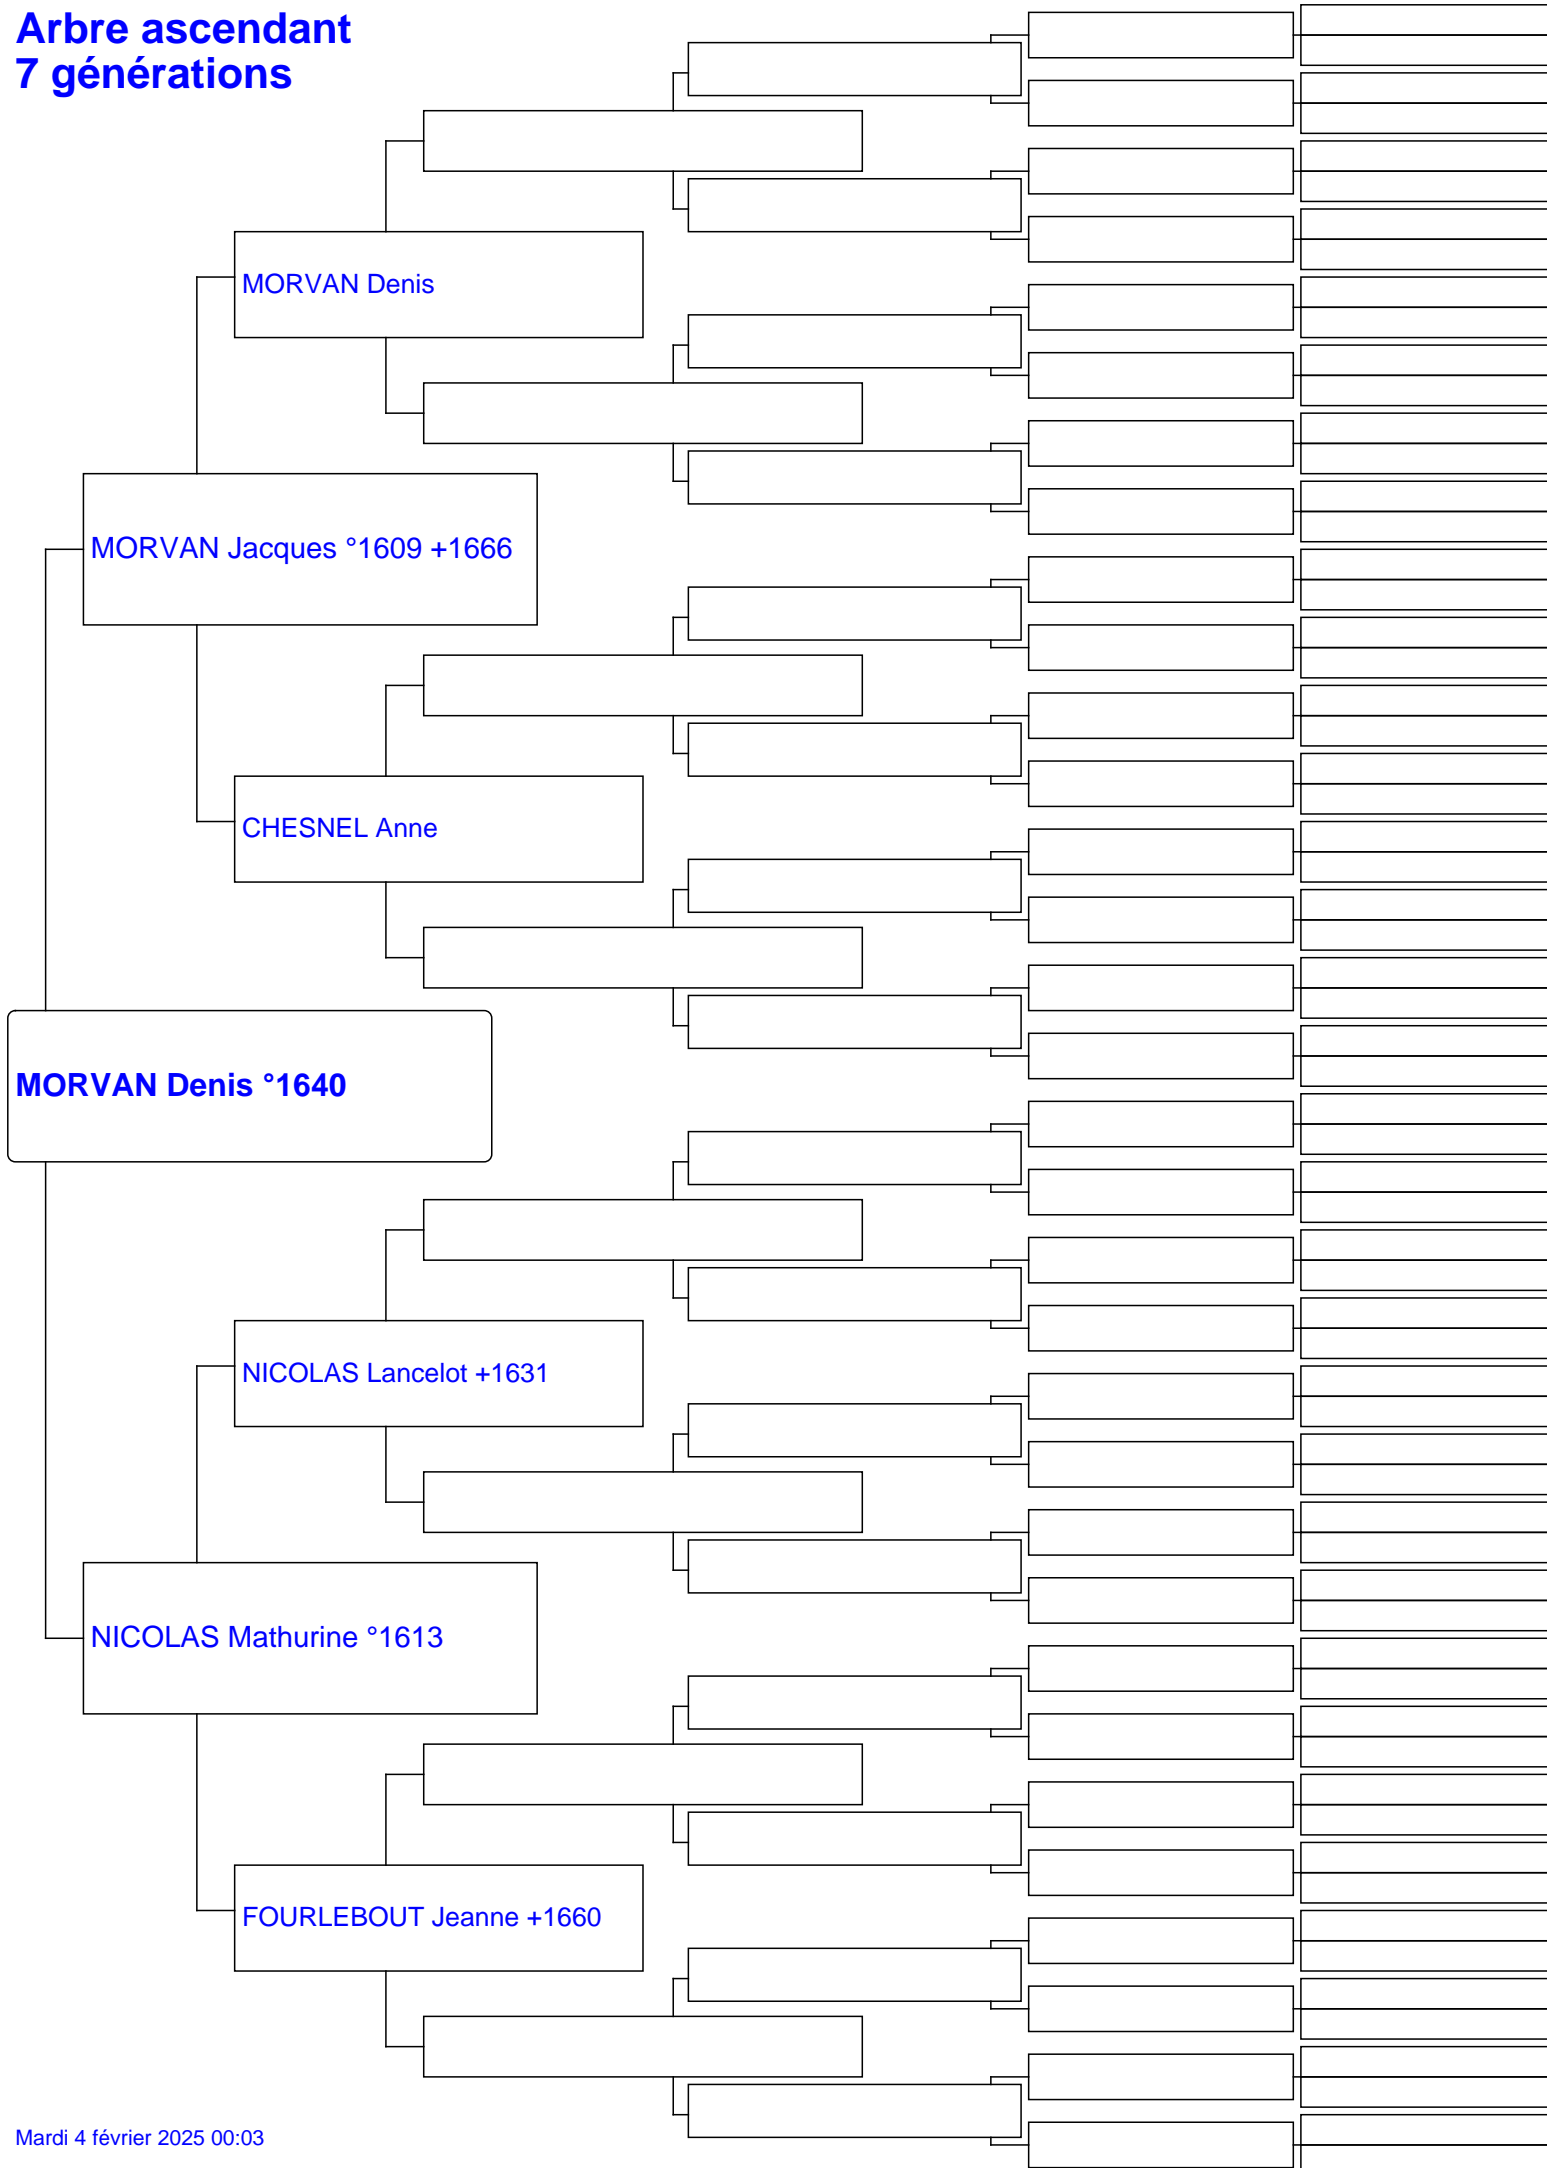 Arbre ascendant
7 générations
MORVAN Denis
MORVAN Jacques °1609 +1666
CHESNEL Anne
MORVAN Denis °1640
NICOLAS Lancelot +1631
NICOLAS Mathurine °1613
FOURLEBOUT Jeanne +1660
Mardi 4 février 2025 00:03